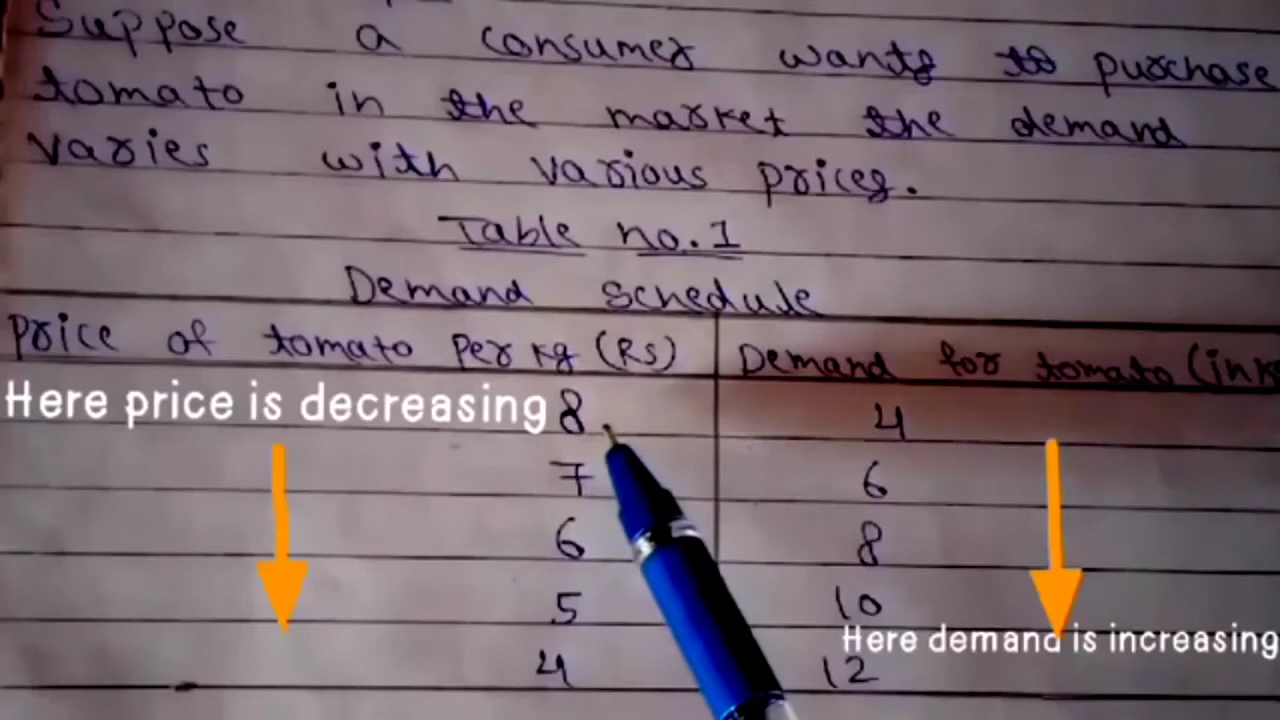 Suppose a consumer wants to purchase
tomato in the market the demand
varies with various prices.
Table no.1
Demand schedule
Price of tomato Per kg (Rs) Demand for tomato (in k
Here price is decreasing 8 4
7 6
6 8
5 10
Here demand is increasing
4 12